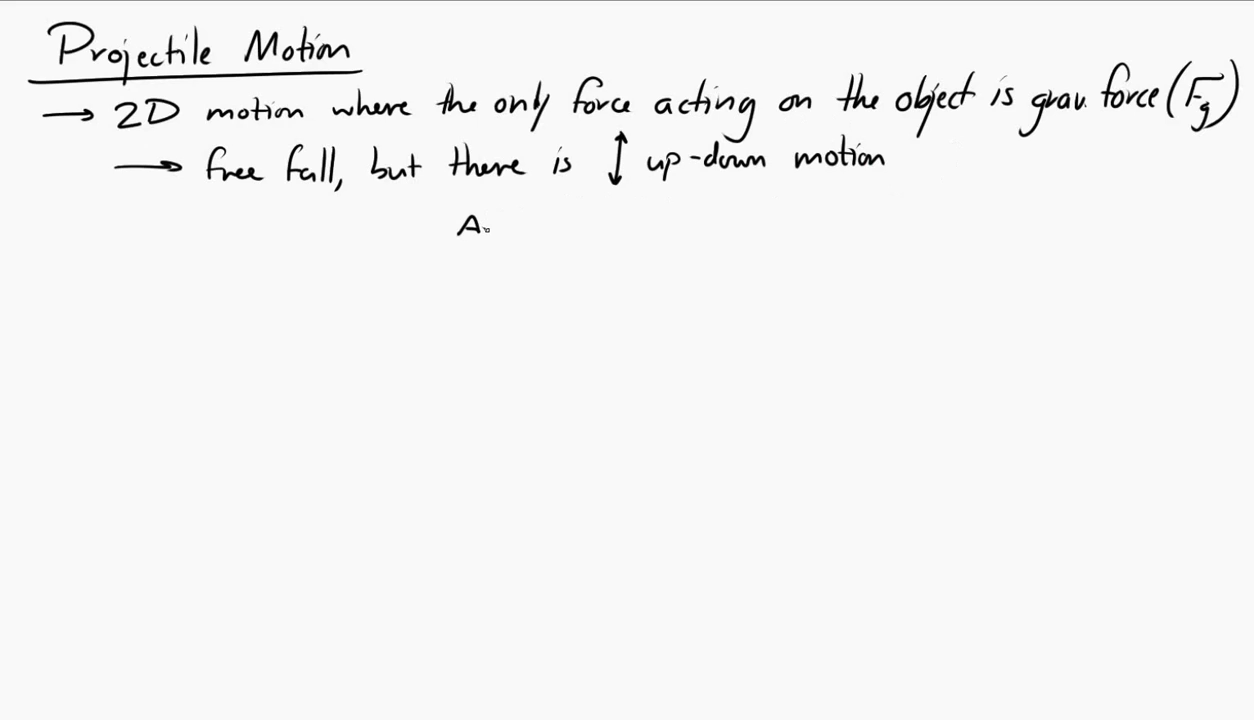 Projectile Motion
→ 2D motion where the only force acting on the object is grav. force (Fg)
→ free fall, but there is ↕ up-down motion
A